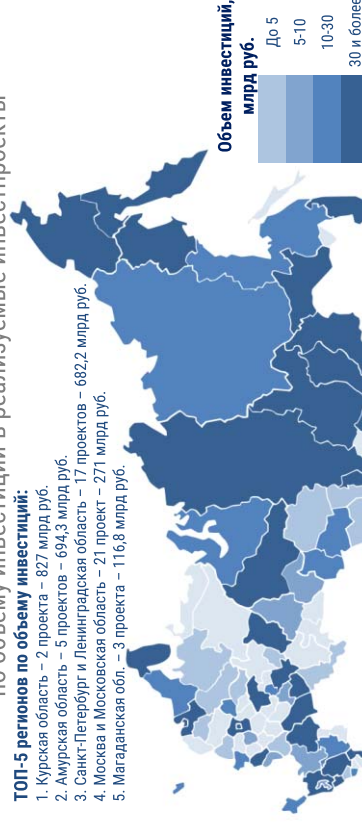 по объему инвестиций в реализуемые инвестпроекты
ТОП-5 регионов по объему инвестиций:
1. Курская область – 2 проекта – 827 млрд руб.
2. Амурская область – 5 проектов – 694,3 млрд руб.
3. Санкт-Петербург и Ленинградская область – 17 проектов – 682,2 млрд руб.
4. Москва и Московская область – 21 проект – 271 млрд руб.
5. Магаданская обл. – 3 проекта – 116,8 млрд руб.
Объем инвестиций,
млрд руб.
До 5
5-10
10-30
30 и более